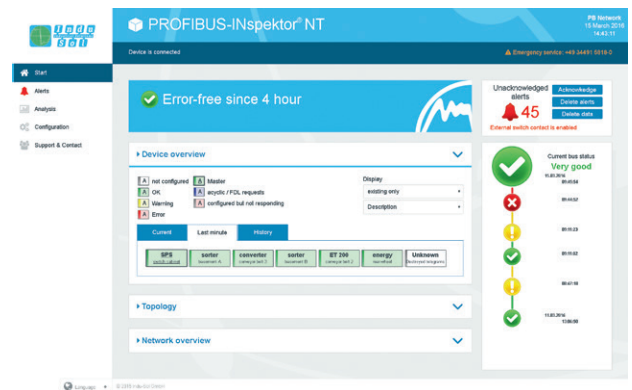 Indu
Sol
PROFIBUS-INspektor® NT
PB Network
15 March 2016
14:43:11
Device is connected
Emergency service: +49 34491 5818-0
Start
Alerts
Analysis
Configuration
Support & Contact
Error-free since 4 hour
Unacknowledged
alerts
45
Acknowledge
Delete alerts
Delete data
External switch contact is enabled
Device overview
A not configured
A Master
A OK
A acyclic / FDL requests
A Warning
A configured but not responding
A Error
Display
existing only
Description
Current
Last minute
History
SPS
sorter
converter
sorter
ET 200
energy
Unknown
Topology
Network overview
Current bus status
Very good
Language